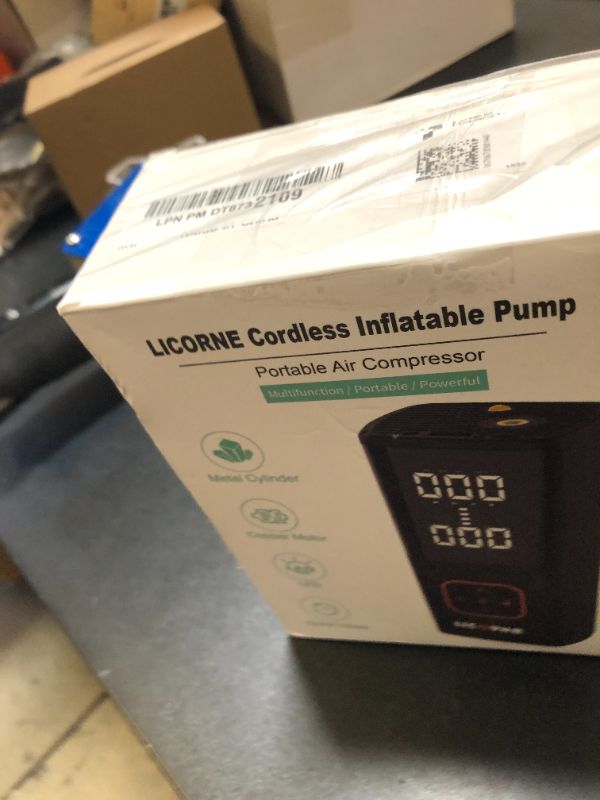 LPN PM DT8732109
LICORNE Cordless Inflatable Pump
Portable Air Compressor
Multifunction / Portable / Powerful
Metal Cylinder
Copper Motor
000
000
LICORNE